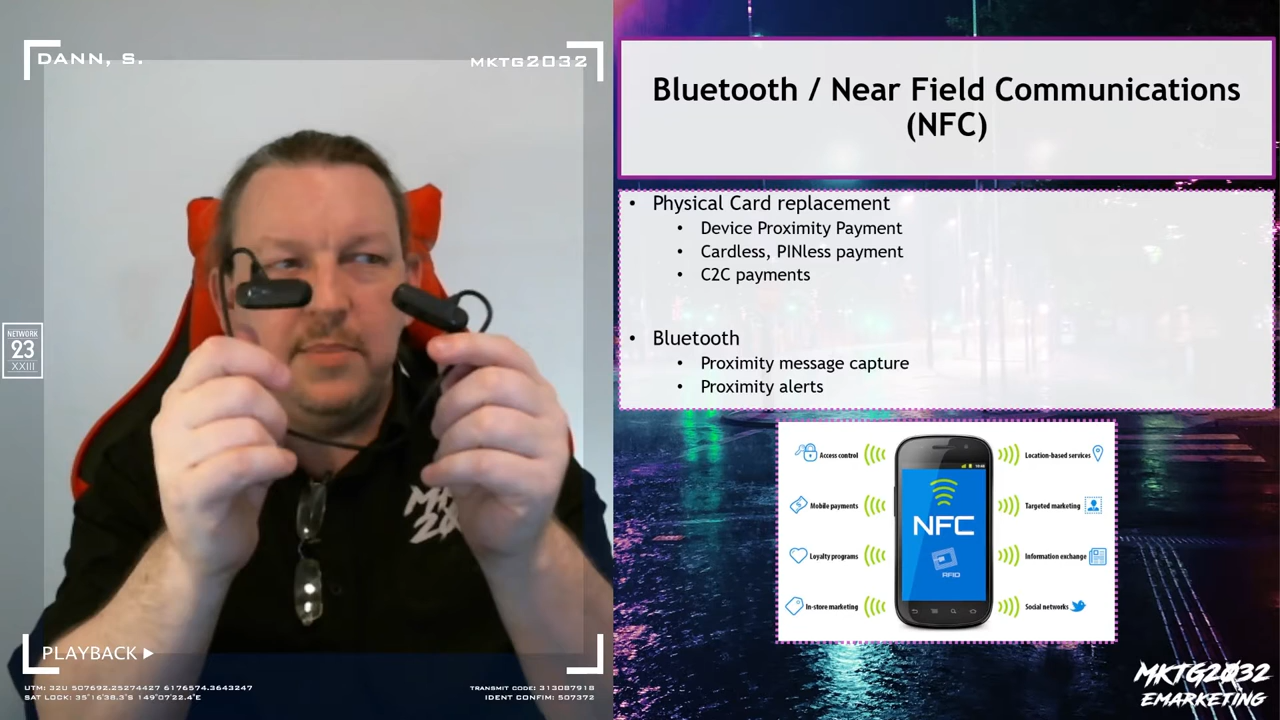 DANN, S.
MKTG2032
NETWORK
23
XXIII
PLAYBACK
UTM: 32U 507692.25274427 6176574.3643247
SAT LOCK: 35°16'38.3"S 149°07'22.4"E
TRANSMIT CODE: 313087918
IDENT CONFIM: 507372
Bluetooth / Near Field Communications
(NFC)
• Physical Card replacement
• Device Proximity Payment
• Cardless, PINless payment
• C2C payments
• Bluetooth
• Proximity message capture
• Proximity alerts
Access control
Mobile payments
Loyalty programs
In-store marketing
NFC
RFID
Location-based services
Targeted marketing
Information exchange
Social networks
MKTG2032
EMARKETING